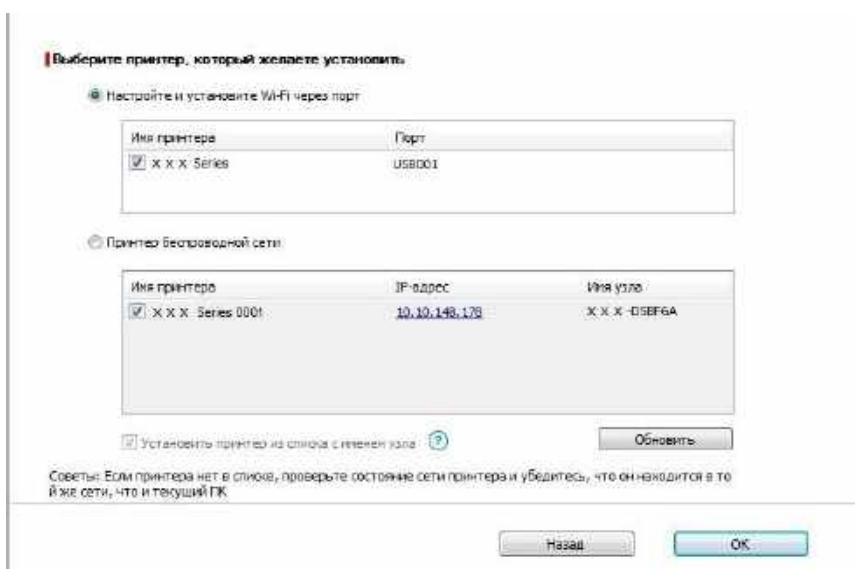 Выберите принтер, который желаете установить
Настройте и установите Wi-Fi через порт
Имя принтера Порт
X X X Series USB001
Принтер беспроводной сети
Имя принтера IP-адрес Имя узла
X X X Series 0001 10.10.148.178 X X X -D5BF6A
Установить принтер из списка с именем узла ?
Обновить
Советы: Если принтера нет в списке, проверьте состояние сети принтера и убедитесь, что он находится в то
й же сети, что и текущий ПК
Назад OK